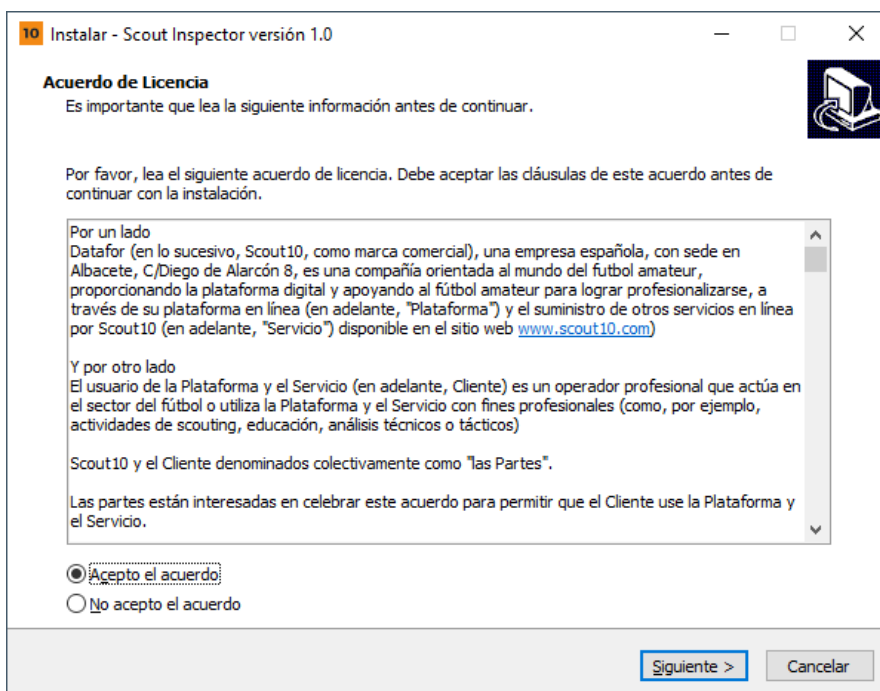 10 Instalar - Scout Inspector versión 1.0
Acuerdo de Licencia
Es importante que lea la siguiente información antes de continuar.
Por favor, lea el siguiente acuerdo de licencia. Debe aceptar las cláusulas de este acuerdo antes de
continuar con la instalación.
Por un lado
Datafor (en lo sucesivo, Scout10, como marca comercial), una empresa española, con sede en
Albacete, C/Diego de Alarcón 8, es una compañía orientada al mundo del futbol amateur,
proporcionando la plataforma digital y apoyando al fútbol amateur para lograr profesionalizarse, a
través de su plataforma en línea (en adelante, "Plataforma") y el suministro de otros servicios en línea
por Scout10 (en adelante, "Servicio") disponible en el sitio web www.scout10.com)
Y por otro lado
El usuario de la Plataforma y el Servicio (en adelante, Cliente) es un operador profesional que actúa en
el sector del fútbol o utiliza la Plataforma y el Servicio con fines profesionales (como, por ejemplo,
actividades de scouting, educación, análisis técnicos o tácticos)
Scout10 y el Cliente denominados colectivamente como "las Partes".
Las partes están interesadas en celebrar este acuerdo para permitir que el Cliente use la Plataforma y
el Servicio.
Acepto el acuerdo
No acepto el acuerdo
Siguiente > Cancelar